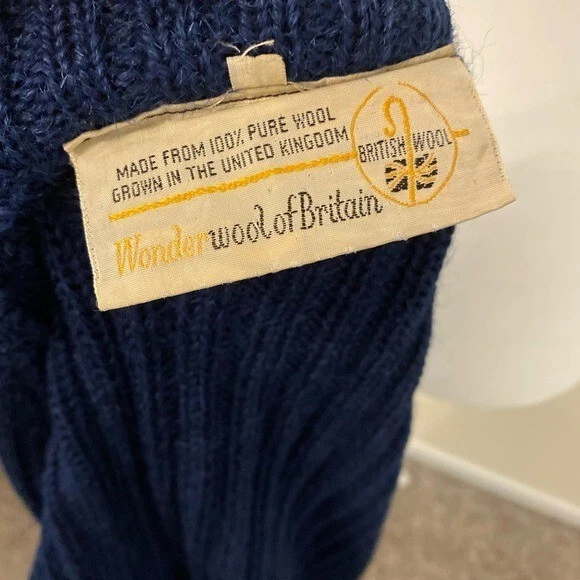 MADE FROM 100% PURE WOOL
GROWN IN THE UNITED KINGDOM
BRITISH WOOL
Wonderwool of Britain